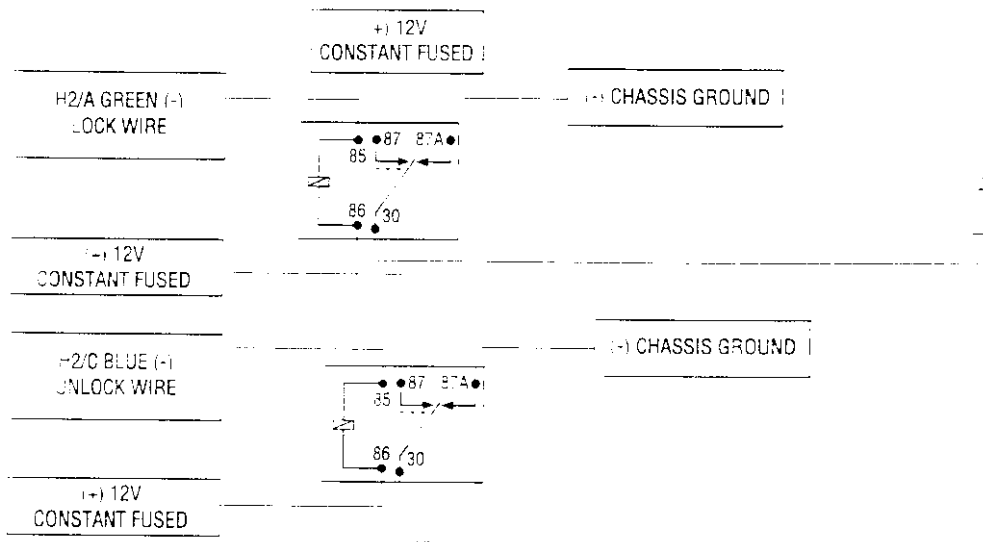 +) 12V
CONSTANT FUSED
H2/A GREEN (-)
LOCK WIRE
(-) CHASSIS GROUND
87 87A
85
86 30
(+) 12V
CONSTANT FUSED
H2/C BLUE (-)
UNLOCK WIRE
(-) CHASSIS GROUND
87 87A
85
86 30
(+) 12V
CONSTANT FUSED